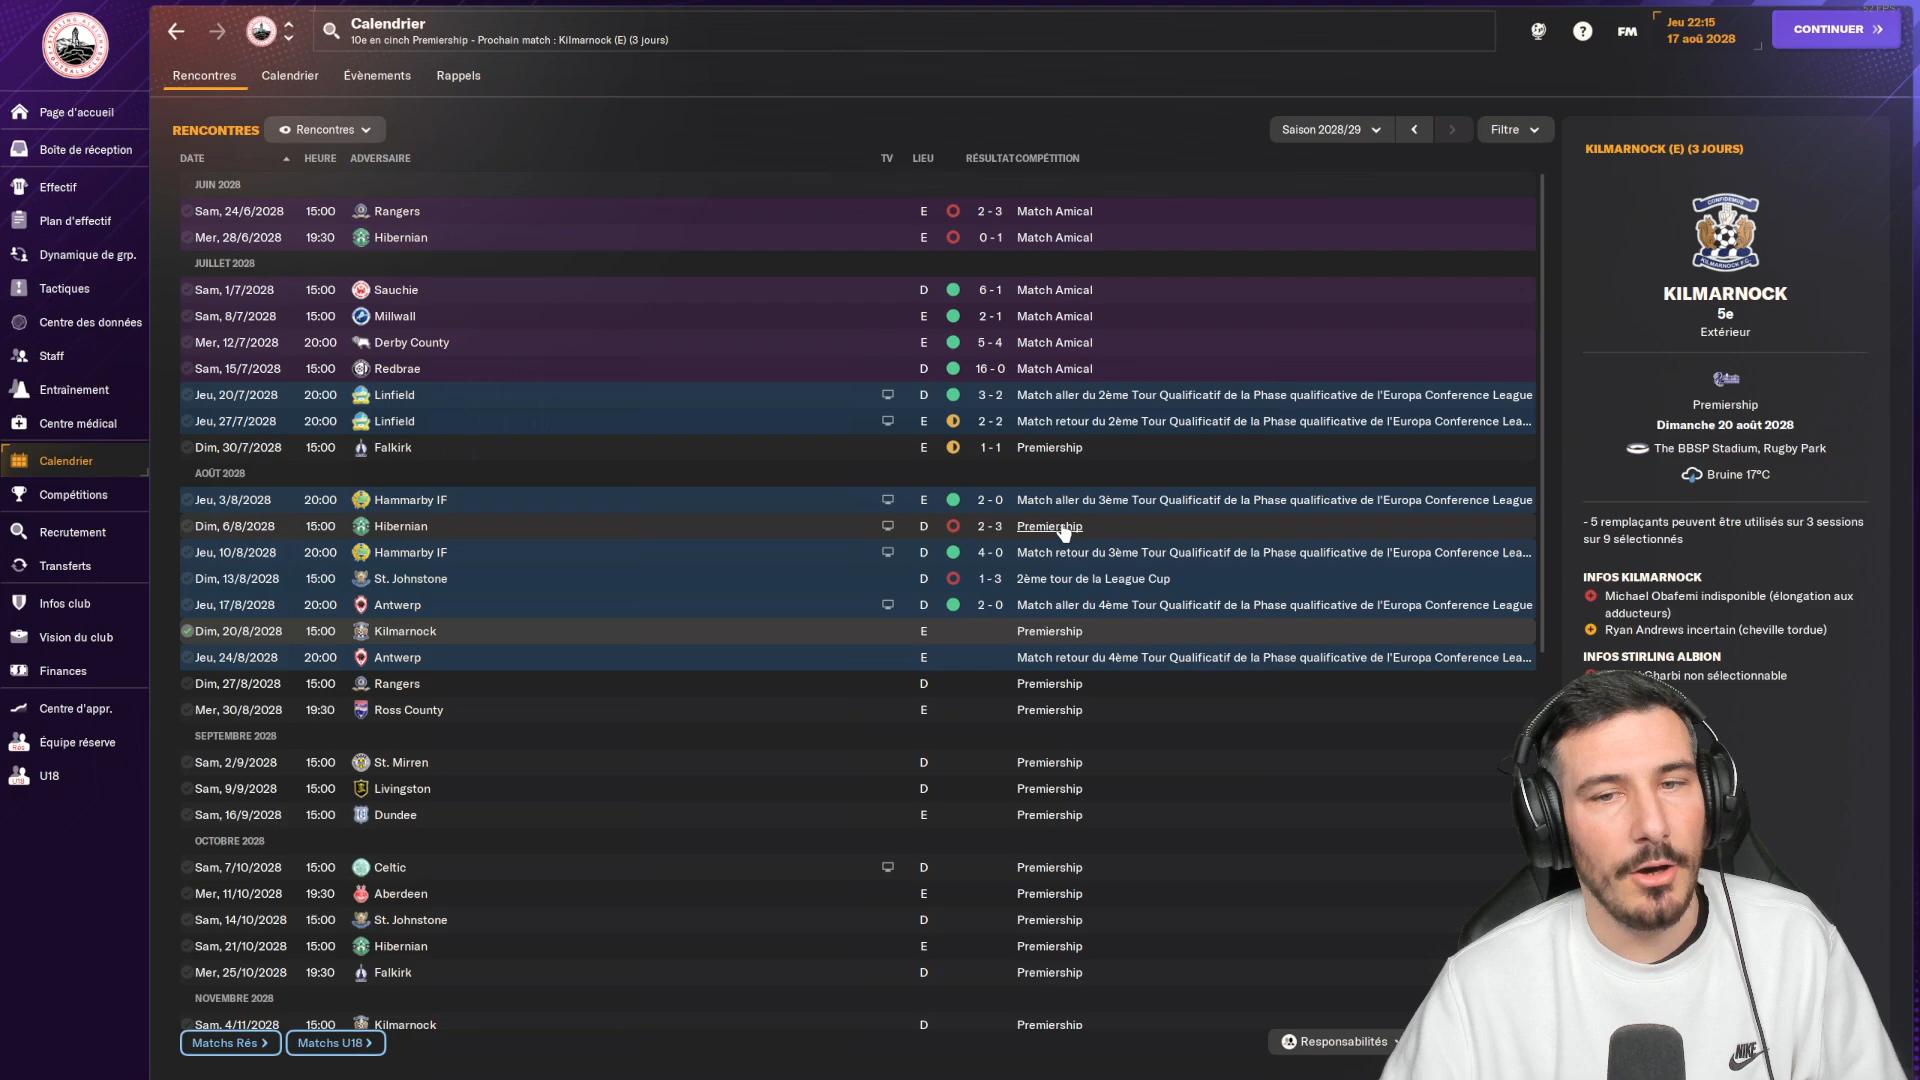 Calendrier
10e en cinch Premiership - Prochain match : Kilmarnock (E) (3 jours)
FM
Jeu 22:15
17 aoû 2028
CONTINUER
Rencontres Calendrier Évènements Rappels
Page d'accueil
Boîte de réception
Effectif
Plan d'effectif
Dynamique de grp.
Tactiques
Centre des données
Staff
Entraînement
Centre médical
Calendrier
Compétitions
Recrutement
Transferts
Infos club
Vision du club
Finances
Centre d'appr.
Équipe réserve
U18
RENCONTRES Rencontres Saison 2028/29 Filtre
DATE HEURE ADVERSAIRE TV LIEU RÉSULTAT COMPÉTITION
JUIN 2028
Sam, 24/6/2028 15:00 Rangers E 2 - 3 Match Amical
Mer, 28/6/2028 19:30 Hibernian E 0 - 1 Match Amical
JUILLET 2028
Sam, 1/7/2028 15:00 Sauchie D 6 - 1 Match Amical
Sam, 8/7/2028 15:00 Millwall E 2 - 1 Match Amical
Mer, 12/7/2028 20:00 Derby County E 5 - 4 Match Amical
Sam, 15/7/2028 15:00 Redbrae D 16 - 0 Match Amical
Jeu, 20/7/2028 20:00 Linfield D 3 - 2 Match aller du 2ème Tour Qualificatif de la Phase qualificative de l'Europa Conference League
Jeu, 27/7/2028 20:00 Linfield E 2 - 2 Match retour du 2ème Tour Qualificatif de la Phase qualificative de l'Europa Conference Lea...
Dim, 30/7/2028 15:00 Falkirk E 1 - 1 Premiership
AOÛT 2028
Jeu, 3/8/2028 20:00 Hammarby IF E 2 - 0 Match aller du 3ème Tour Qualificatif de la Phase qualificative de l'Europa Conference League
Dim, 6/8/2028 15:00 Hibernian D 2 - 3 Premiership
Jeu, 10/8/2028 20:00 Hammarby IF D 4 - 0 Match retour du 3ème Tour Qualificatif de la Phase qualificative de l'Europa Conference Lea...
Dim, 13/8/2028 15:00 St. Johnstone D 1 - 3 2ème tour de la League Cup
Jeu, 17/8/2028 20:00 Antwerp D 2 - 0 Match aller du 4ème Tour Qualificatif de la Phase qualificative de l'Europa Conference League
Dim, 20/8/2028 15:00 Kilmarnock E Premiership
Jeu, 24/8/2028 20:00 Antwerp E Match retour du 4ème Tour Qualificatif de la Phase qualificative de l'Europa Conference Lea...
Dim, 27/8/2028 15:00 Rangers D Premiership
Mer, 30/8/2028 19:30 Ross County E Premiership
SEPTEMBRE 2028
Sam, 2/9/2028 15:00 St. Mirren D Premiership
Sam, 9/9/2028 15:00 Livingston D Premiership
Sam, 16/9/2028 15:00 Dundee E Premiership
OCTOBRE 2028
Sam, 7/10/2028 15:00 Celtic D Premiership
Mer, 11/10/2028 19:30 Aberdeen E Premiership
Sam, 14/10/2028 15:00 St. Johnstone D Premiership
Sam, 21/10/2028 15:00 Hibernian E Premiership
Mer, 25/10/2028 19:30 Falkirk D Premiership
NOVEMBRE 2028
Sam, 4/11/2028 15:00 Kilmarnock D Premiership
Matchs Rés Matchs U18 Responsabilités
KILMARNOCK (E) (3 JOURS)
KILMARNOCK
5e
Extérieur
Premiership
Dimanche 20 août 2028
The BBSP Stadium, Rugby Park
Bruine 17°C
- 5 remplaçants peuvent être utilisés sur 3 sessions
sur 9 sélectionnés
INFOS KILMARNOCK
Michael Obafemi indisponible (élongation aux
adducteurs)
Ryan Andrews incertain (cheville tordue)
INFOS STIRLING ALBION
Gharbi non sélectionnable
NIKE